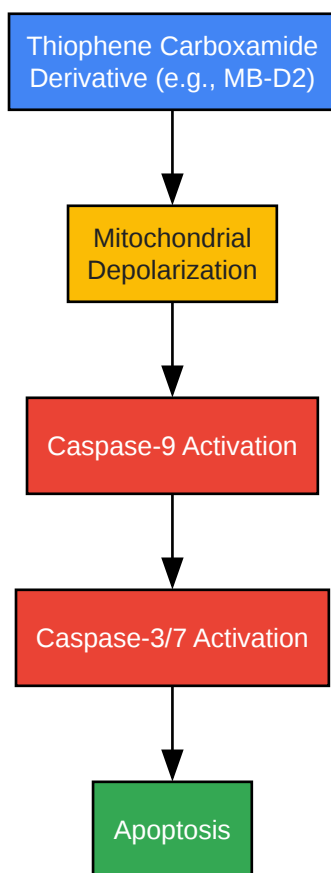 Thiophene Carboxamide
Derivative (e.g., MB-D2)
Mitochondrial
Depolarization
Caspase-9 Activation
Caspase-3/7 Activation
Apoptosis